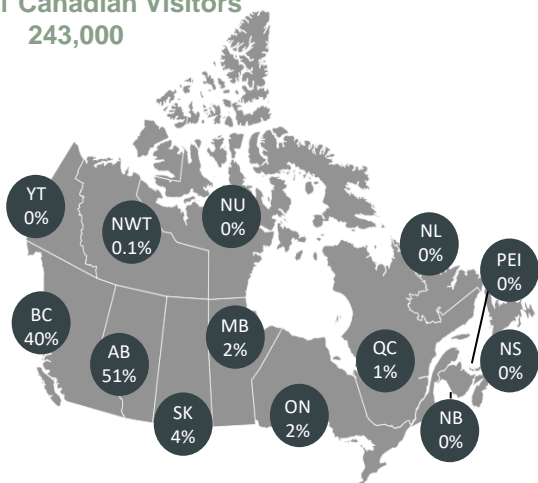 Canadian Visitors
243,000
YT
0%
NWT
0.1%
NU
0%
NL
0%
PEI
0%
BC
40%
AB
51%
MB
2%
QC
1%
NS
0%
SK
4%
ON
2%
NB
0%